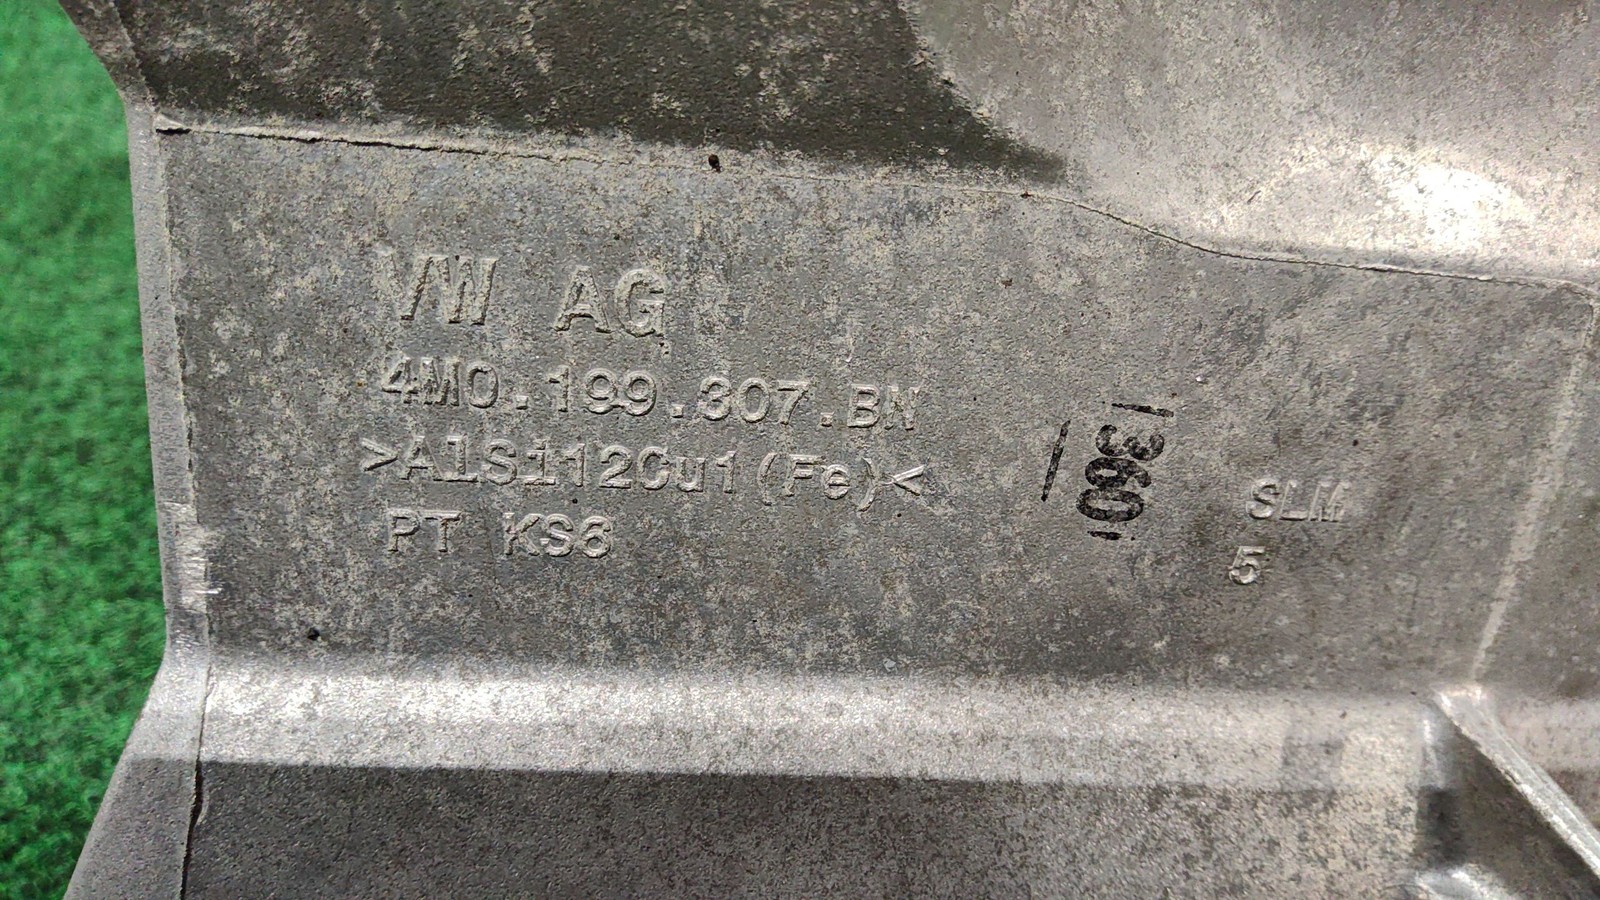 VW AG
4M0.199.307.BN
>AlSi12Cu1(Fe)<
PT KS6
360
SLM
5